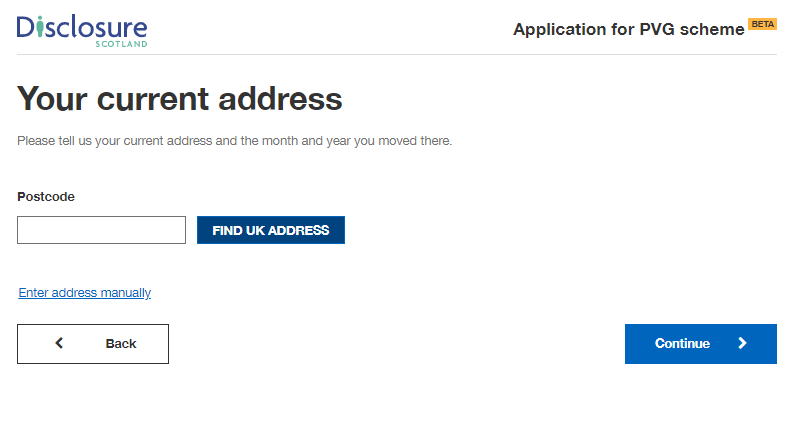 Disclosure
SCOTLAND
Application for PVG scheme BETA
Your current address
Please tell us your current address and the month and year you moved there.
Postcode
FIND UK ADDRESS
Enter address manually
Back
Continue